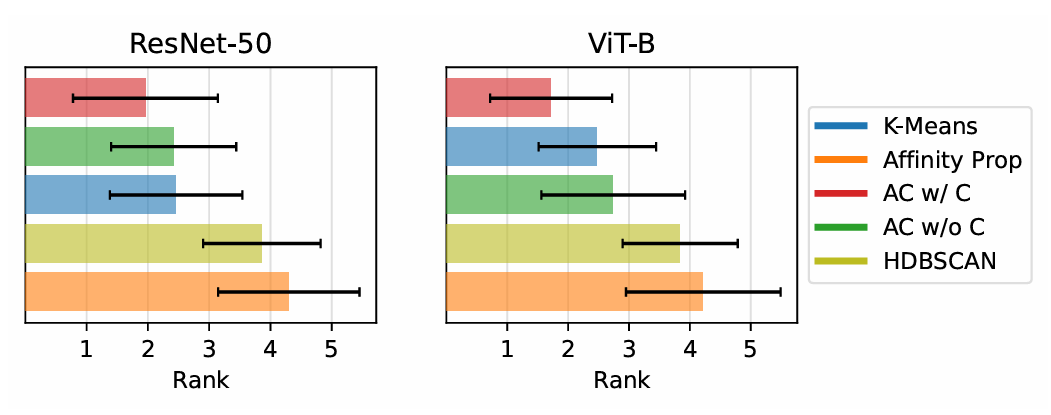 ResNet-50
ViT-B
K-Means
Affinity Prop
AC w/ C
AC w/o C
HDBSCAN
1 2 3 4 5
Rank
1 2 3 4 5
Rank